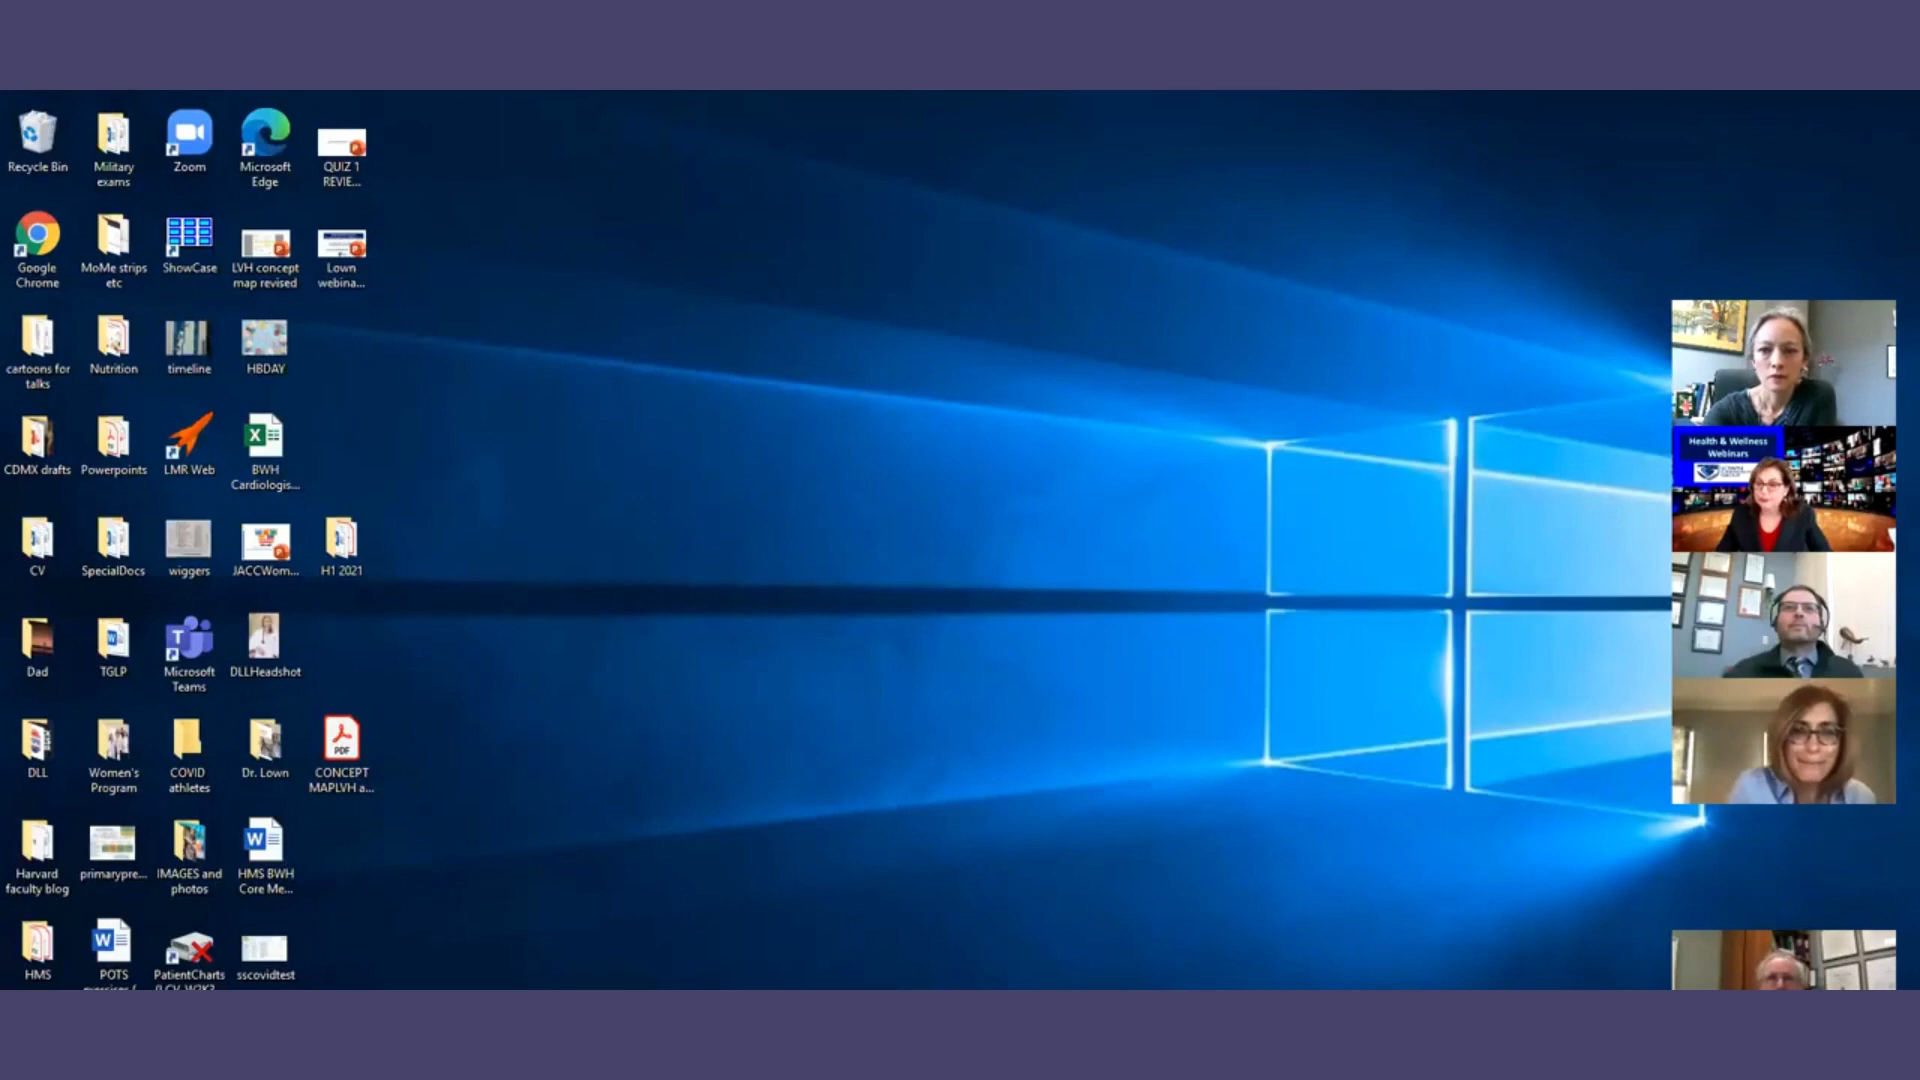 Recycle Bin
Military
exams
Zoom
Microsoft
Edge
QUIZ 1
REVIE...
Google
Chrome
MoMe strips
etc
ShowCase
LVH concept
map revised
Lown
webina...
cartoons for
talks
Nutrition
timeline
HBDAY
CDMX drafts
Powerpoints
LMR Web
BWH
Cardiologis...
CV
SpecialDocs
wiggers
JACCWom...
H1 2021
Dad
TGLP
Microsoft
Teams
DLLHeadshot
DLL
Women's
Program
COVID
athletes
Dr. Lown
CONCEPT
MAPLVH a...
Harvard
faculty blog
primarypre...
IMAGES and
photos
HMS BWH
Core Me...
HMS
POTS
PatientCharts
sscovidtest
PDF
Health & Wellness
Webinars